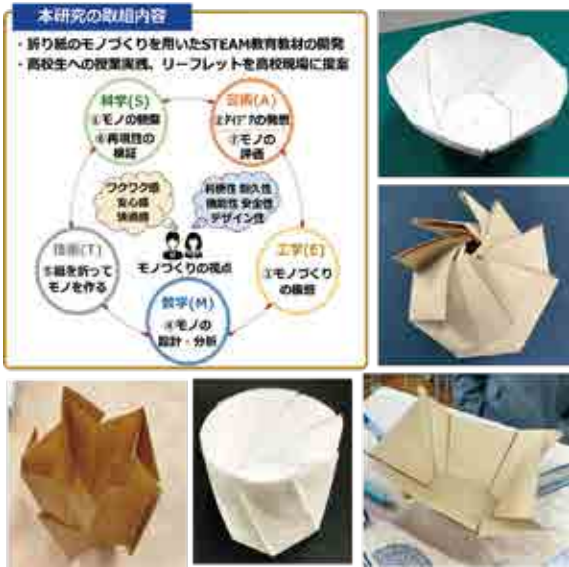 本研究の取組内容
・折り紙のモノづくりを用いたSTEAM教育教材の開発
・高校生への授業実践、リーフレットを高校現場に提案
科学(S)
①モノの観察
⑥再現性の
検証
芸術(A)
②ｱｲﾃﾞｱの発想
⑦モノの
評価
ワクワク感
安心感
快適感
利便性 耐久性
機能性 安全性
デザイン性
技術(T)
⑤紙を折って
モノを作る
モノづくりの視点
工学(E)
③モノづくり
の構想
数学(M)
④モノの
設計・分析